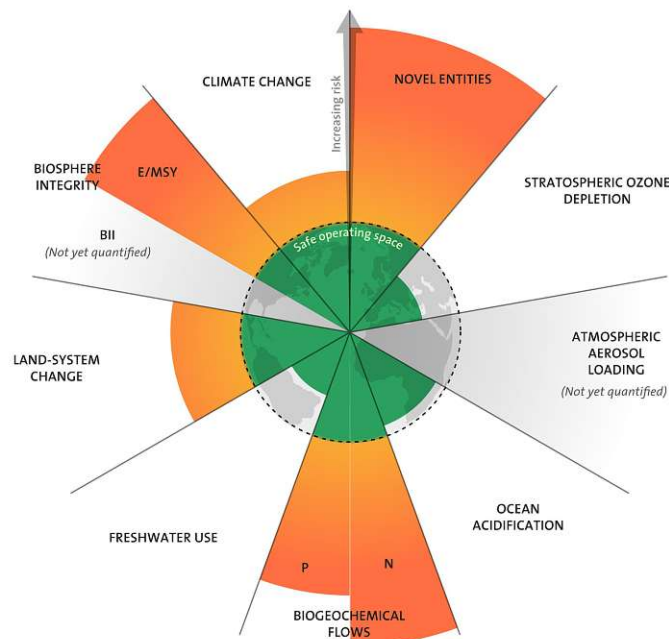 CLIMATE CHANGE
NOVEL ENTITIES
Increasing risk
BIOSPHERE
INTEGRITY
E/MSY
STRATOSPHERIC OZONE
DEPLETION
BII
(Not yet quantified)
Safe operating space
ATMOSPHERIC
AEROSOL
LOADING
(Not yet quantified)
LAND-SYSTEM
CHANGE
OCEAN
ACIDIFICATION
FRESHWATER USE
P
N
BIOGEOCHEMICAL
FLOWS